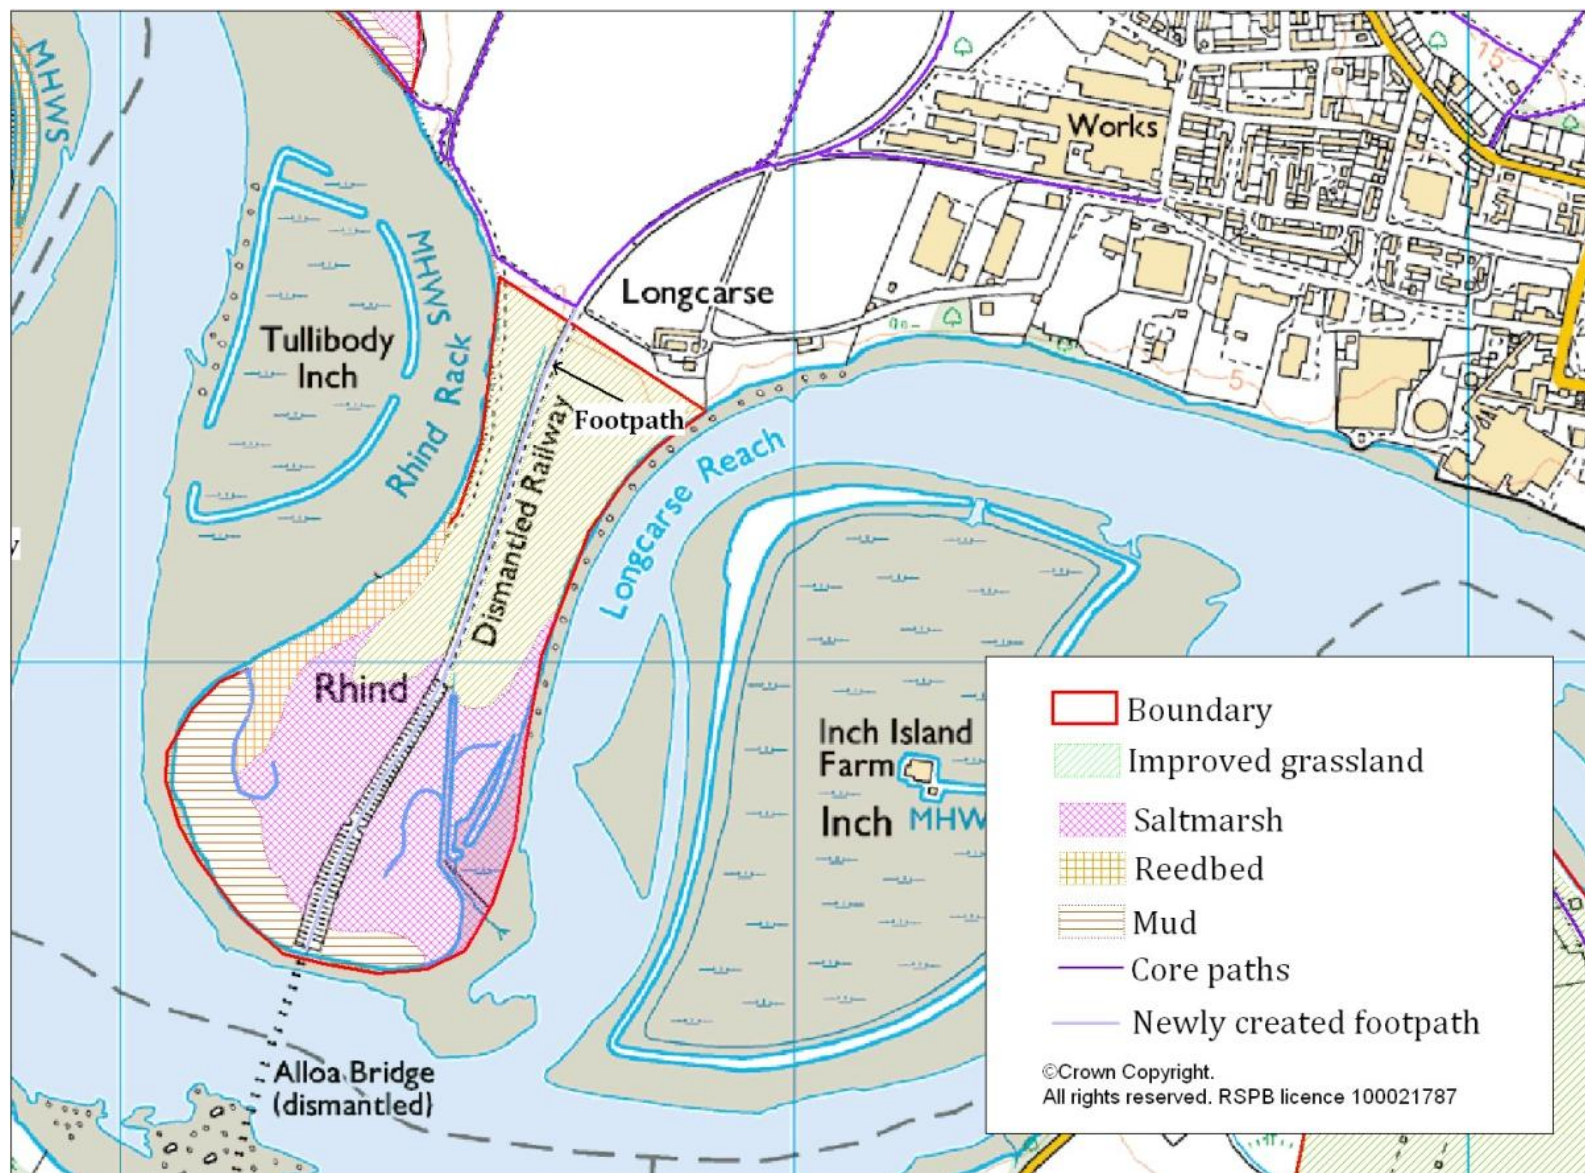 MHWS
15
Works
MHWS
Longcarse
Tullibody
Inch
Rhind Rack
Footpath
5
Dismantled Railway
Longcarse Reach
Rhind
Inch Island
Farm
Inch
MHW
Boundary
Improved grassland
Saltmarsh
Reedbed
Mud
Core paths
Newly created footpath
©Crown Copyright.
All rights reserved. RSPB licence 100021787
Alloa Bridge
(dismantled)